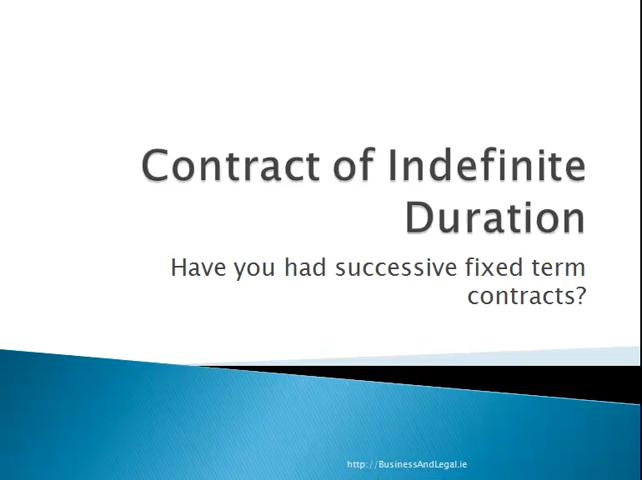 Contract of Indefinite
Duration
Have you had successive fixed term
contracts?
http://BusinessAndLegal.ie